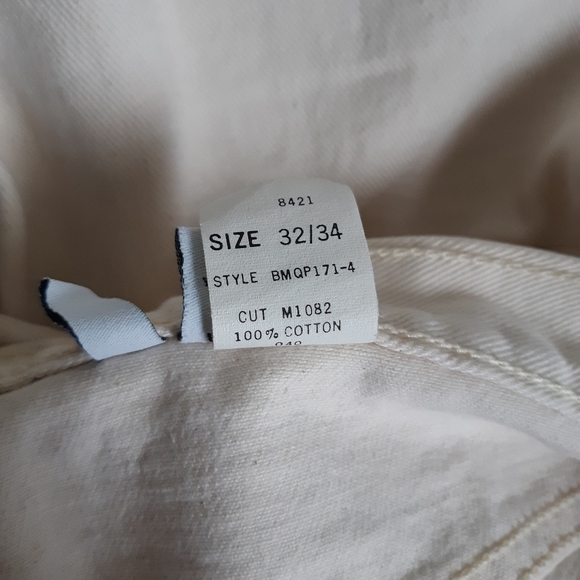 8421
SIZE 32/34
STYLE BMQP171-4
CUT M1082
100% COTTON